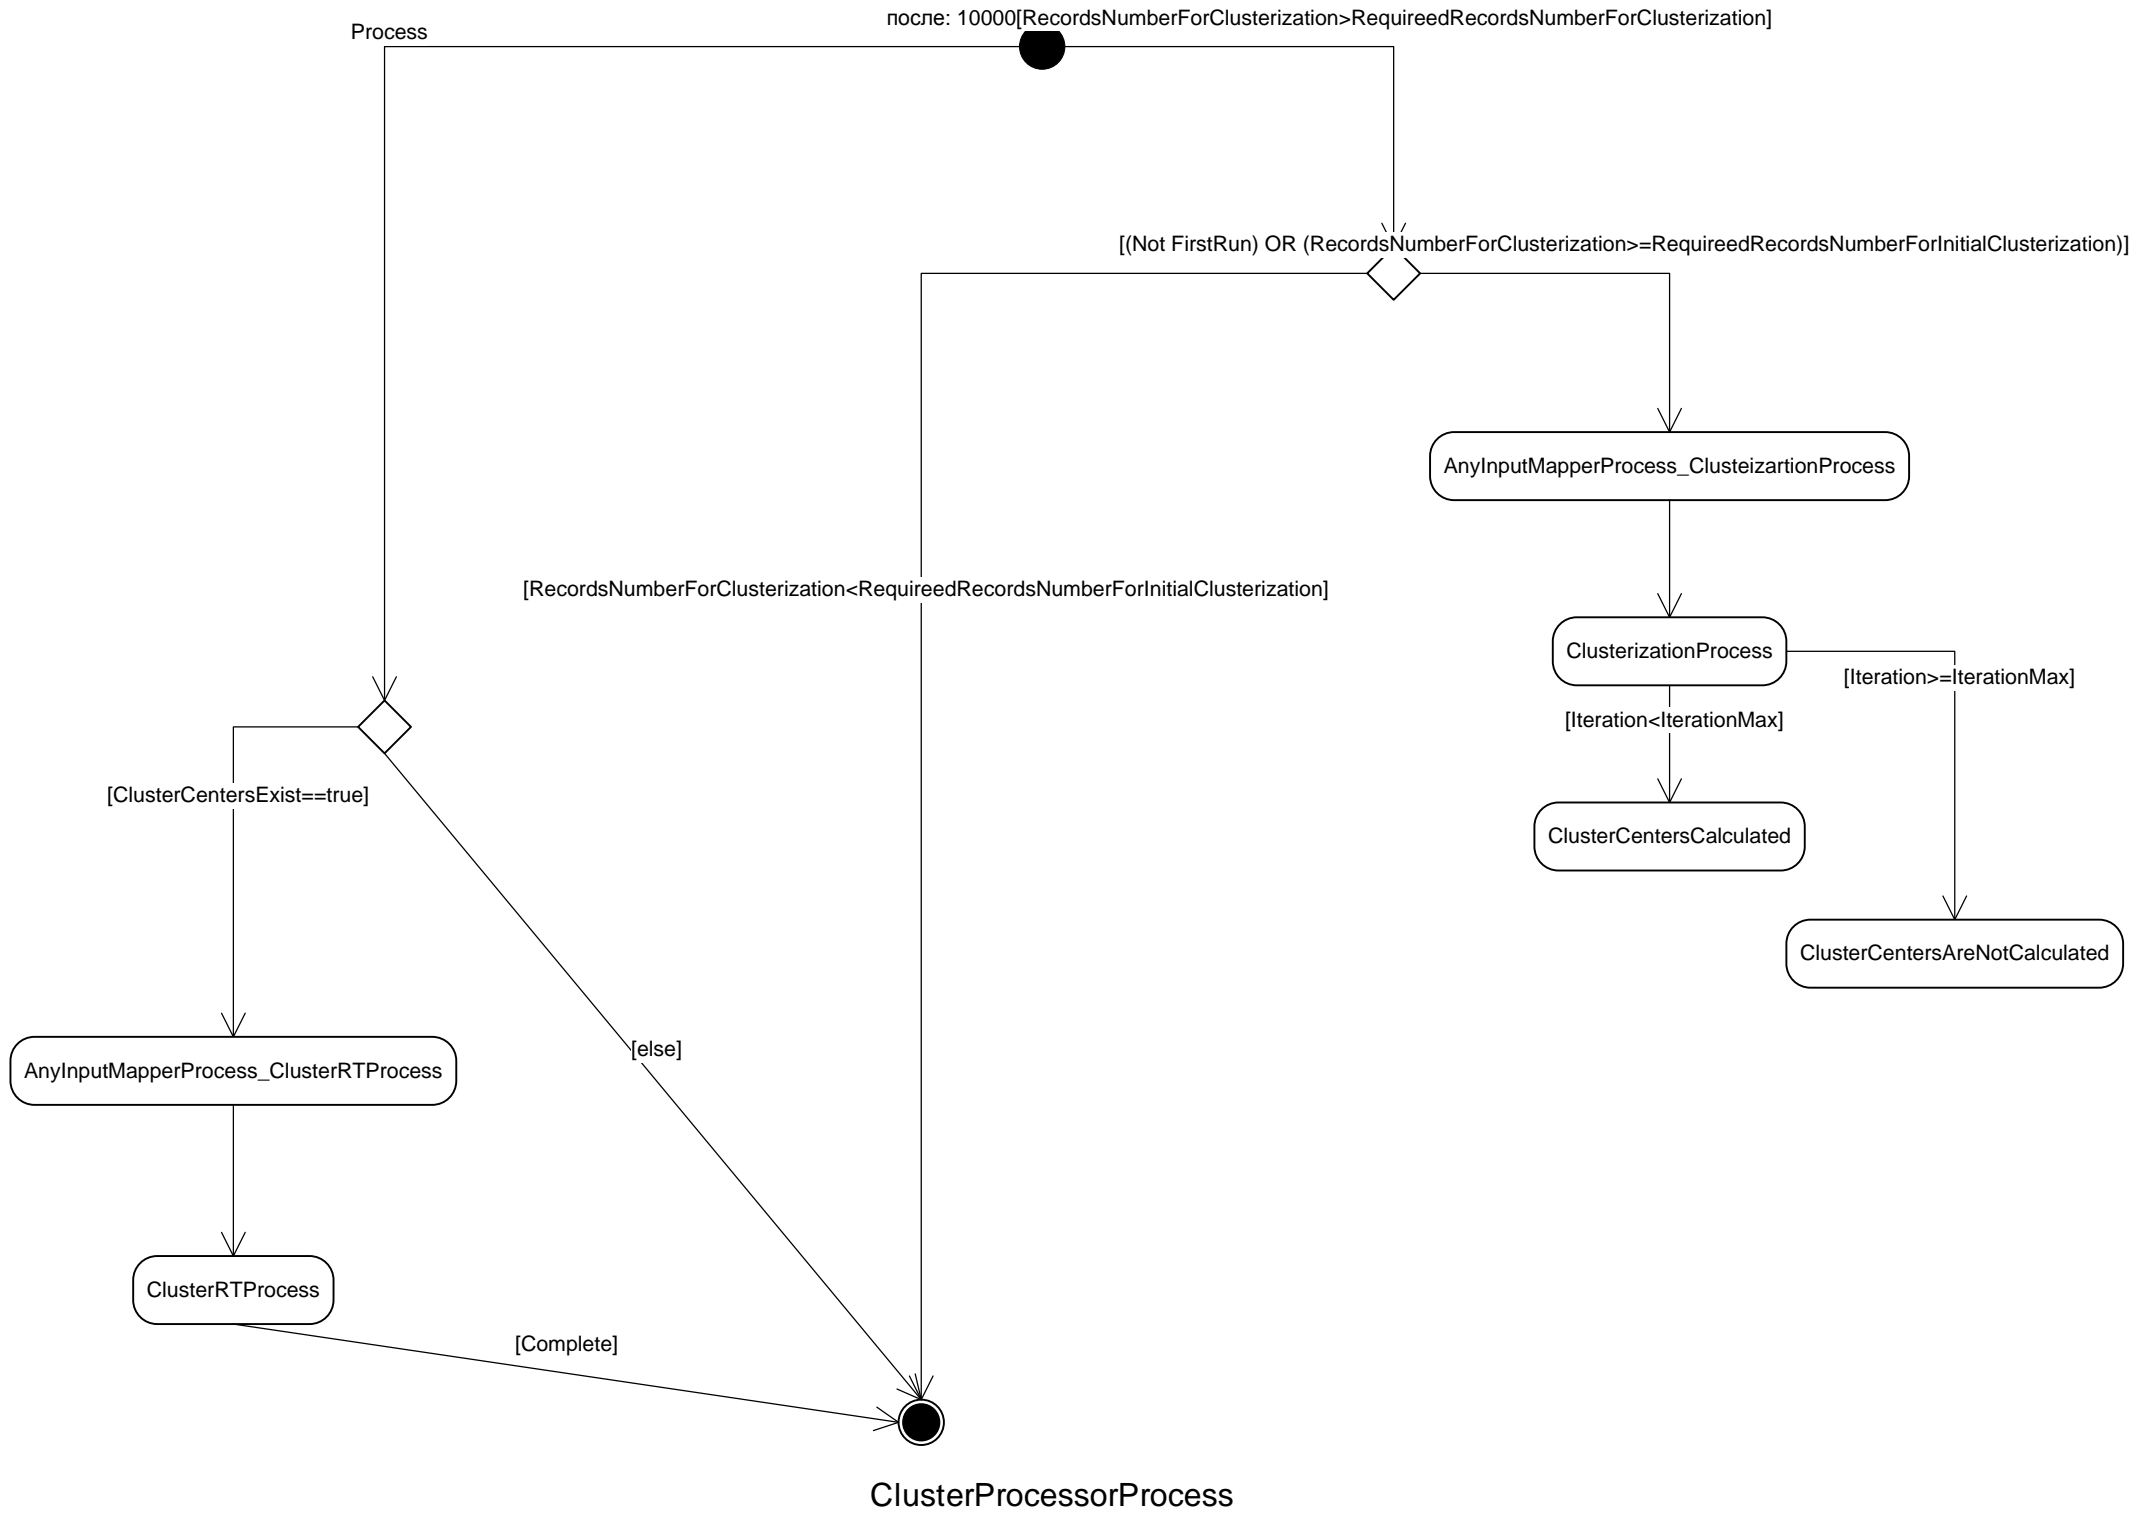 после: 10000[RecordsNumberForClusterization>RequireedRecordsNumberForClusterization]
Process
[(Not FirstRun) OR (RecordsNumberForClusterization>=RequireedRecordsNumberForInitialClusterization)]
AnyInputMapperProcess_ClusteizartionProcess
[RecordsNumberForClusterization<RequireedRecordsNumberForInitialClusterization]
ClusterizationProcess
[Iteration>=IterationMax]
[Iteration<IterationMax]
[ClusterCentersExist==true]
ClusterCentersCalculated
ClusterCentersAreNotCalculated
[else]
AnyInputMapperProcess_ClusterRTProcess
ClusterRTProcess
[Complete]
ClusterProcessorProcess